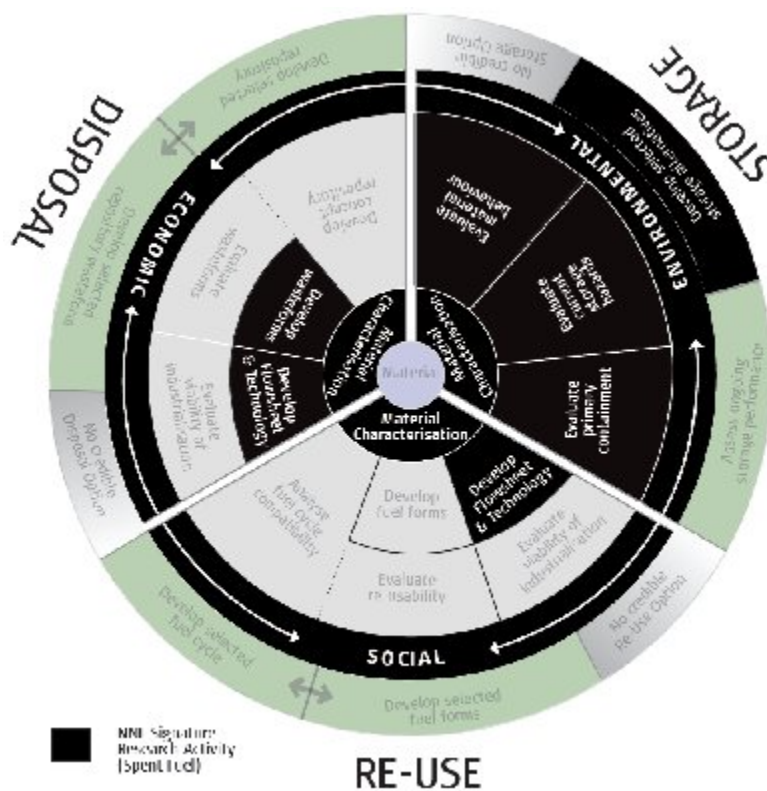 DISPOSAL
STORAGE
RE-USE
ECONOMIC
ENVIRONMENTAL
SOCIAL
Develop selected
repository
Defining selected
repository wasteform
No Credible
Disposal Option
Develop selected
fuel cycle
Develop selected
fuel forms
No credible
Re-Use Option
Assess ongoing
storage performance
Develop selected
storage alternatives
No credible
Storage Option
Develop
concept
repository
Evaluate
wasteforms
Develop
wasteforms
Develop
Flowsheet
& Technology
Evaluate
viability of
industrialisation
Evaluate
material
behaviour
Evaluate
current
storage
hazards
Evaluate
primary
containment
Analyse
fuel cycle
compatibility
Develop
fuel forms
Evaluate
re-usability
Develop
Flowsheet
& Technology
Evaluate
viability of
industrialisation
Material
Characterisation
Material
Characterisation
Material
Characterisation
Material
NNL Signature
Research Activity
(Spent Fuel)